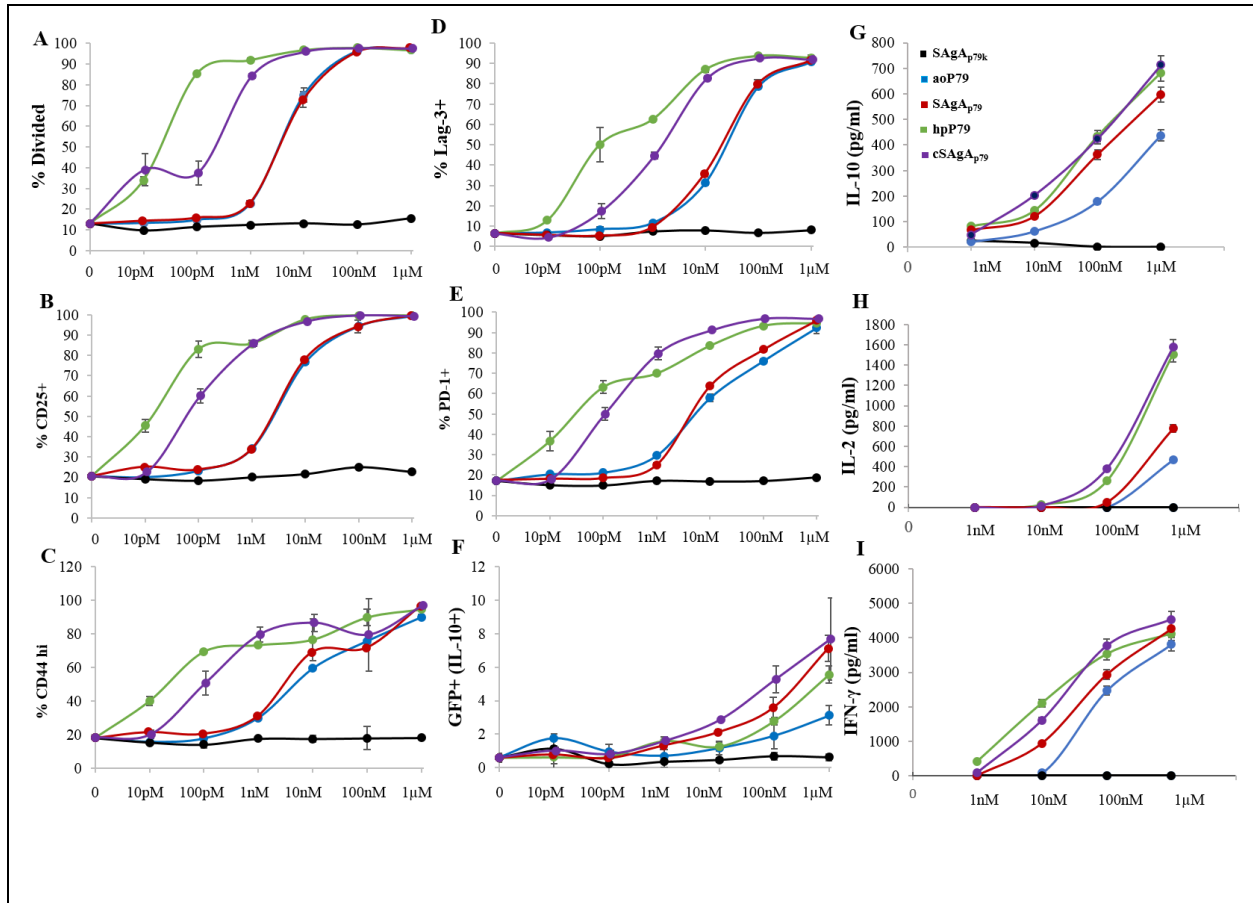 A
% Divided
100
90
80
70
60
50
40
30
20
10
0
0 10pM 100pM 1nM 10nM 100nM 1µM
B
% CD25+
100
90
80
70
60
50
40
30
20
10
0
0 10pM 100pM 1nM 10nM 100nM 1µM
C
% CD44 hi
120
100
80
60
40
20
0
0 10pM 100pM 1nM 10nM 100nM 1µM
D
% Lag-3+
100
90
80
70
60
50
40
30
20
10
0
0 10pM 100pM 1nM 10nM 100nM 1µM
E
% PD-1+
100
90
80
70
60
50
40
30
20
10
0
0 10pM 100pM 1nM 10nM 100nM 1µM
F
GFP+ (IL-10+)
12
10
8
6
4
2
0
0 10pM 100pM 1nM 10nM 100nM 1µM
G
IL-10 (pg/ml)
800
700
600
500
400
300
200
100
0
0 1nM 10nM 100nM 1µM
SAgAp79k
aoP79
SAgAp79
hpP79
cSAgAp79
H
IL-2 (pg/ml)
1800
1600
1400
1200
1000
800
600
400
200
0
0 1nM 10nM 100nM 1µM
I
IFN-γ (pg/ml)
6000
5000
4000
3000
2000
1000
0
0 1nM 10nM 100nM 1µM